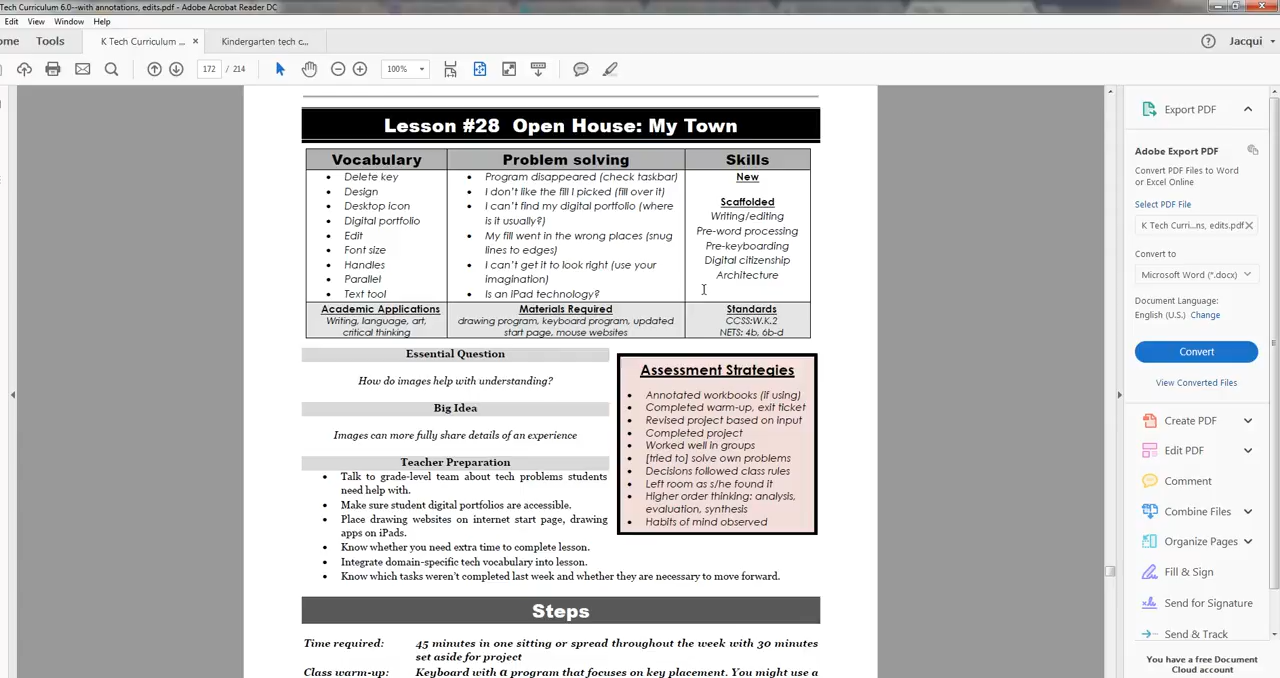 Tech Curriculum 6.0--with annotations, edits.pdf - Adobe Acrobat Reader DC
Edit View Window Help
ome Tools K Tech Curriculum ... × Kindergarten tech c... Jacqui
172 / 214 100%
Lesson #28 Open House: My Town
Vocabulary
• Delete key
• Design
• Desktop icon
• Digital portfolio
• Edit
• Font size
• Handles
• Parallel
• Text tool
Problem solving
• Program disappeared (check taskbar)
• I don't like the fill I picked (fill over it)
• I can't find my digital portfolio (where
is it usually?)
• My fill went in the wrong places (snug
lines to edges)
• I can't get it to look right (use your
imagination)
• Is an iPad technology?
Skills
New
Scaffolded
Writing/editing
Pre-word processing
Pre-keyboarding
Digital citizenship
Architecture
Academic Applications
Writing, language, art,
critical thinking
Materials Required
drawing program, keyboard program, updated
start page, mouse websites
Standards
CCSS:W.K.2
NETS: 4b, 6b-d
Essential Question
How do images help with understanding?
Big Idea
Images can more fully share details of an experience
Teacher Preparation
• Talk to grade-level team about tech problems students
need help with.
• Make sure student digital portfolios are accessible.
• Place drawing websites on internet start page, drawing
apps on iPads.
• Know whether you need extra time to complete lesson.
• Integrate domain-specific tech vocabulary into lesson.
• Know which tasks weren't completed last week and whether they are necessary to move forward.
Assessment Strategies
• Annotated workbooks (if using)
• Completed warm-up, exit ticket
• Revised project based on input
• Completed project
• Worked well in groups
• [tried to] solve own problems
• Decisions followed class rules
• Left room as s/he found it
• Higher order thinking: analysis,
evaluation, synthesis
• Habits of mind observed
Steps
Time required: 45 minutes in one sitting or spread throughout the week with 30 minutes
set aside for project
Class warm-up: Keyboard with a program that focuses on key placement. You might use a
Export PDF
Adobe Export PDF
Convert PDF Files to Word
or Excel Online
Select PDF File
K Tech Curri...ns, edits.pdf ×
Convert to
Microsoft Word (*.docx)
Document Language:
English (U.S.) Change
Convert
View Converted Files
Create PDF
Edit PDF
Comment
Combine Files
Organize Pages
Fill & Sign
Send for Signature
Send & Track
You have a free Document
Cloud account